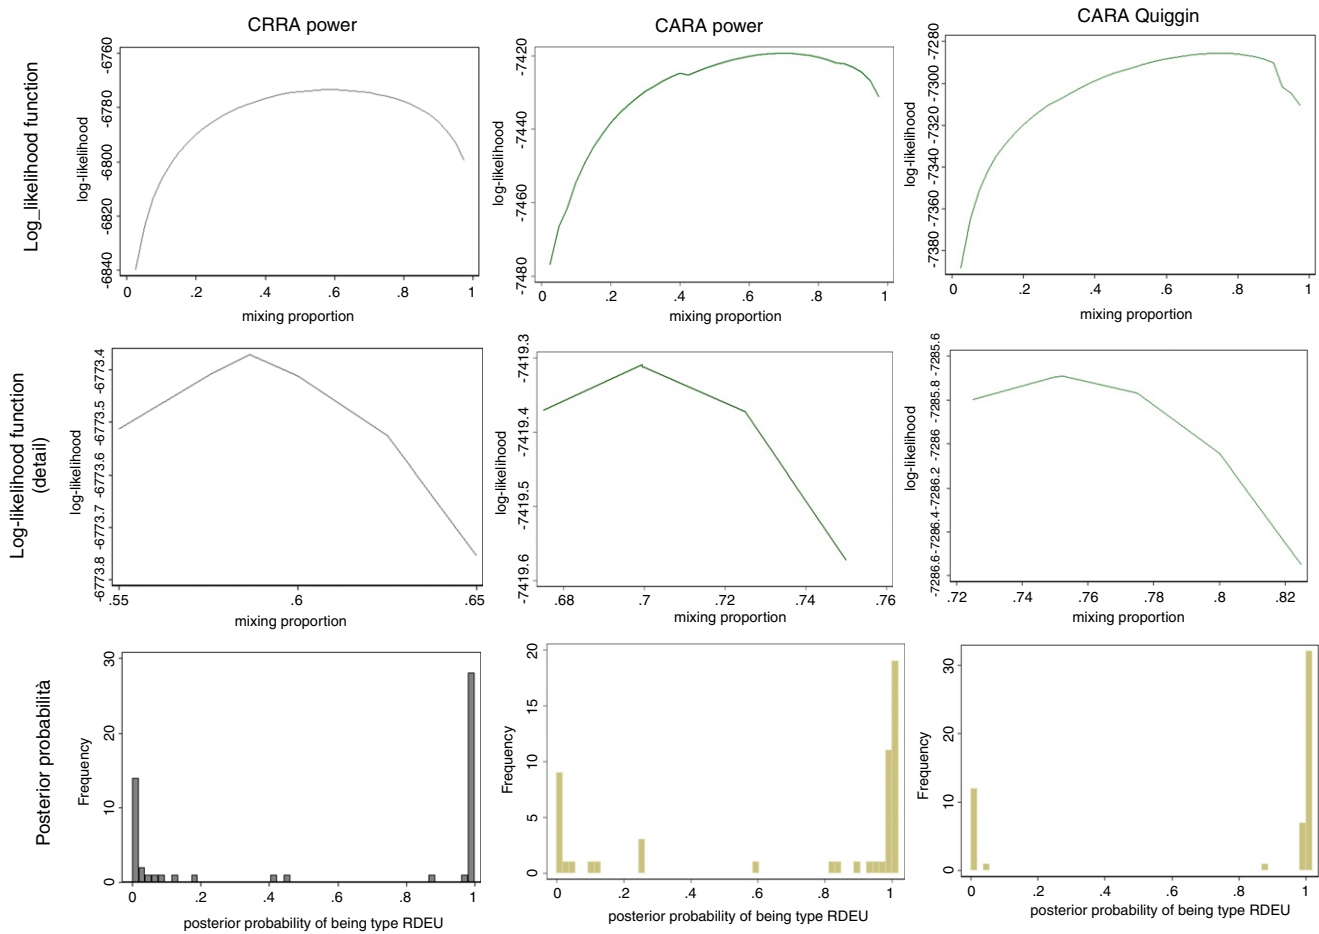 CRRA power
CARA power
CARA Quiggin
Log_likelihood function
log-likelihood
-6760
-6780
-6800
-6820
-6840
0 .2 .4 .6 .8 1
mixing proportion
log-likelihood
-7420
-7440
-7460
-7480
0 .2 .4 .6 .8 1
mixing proportion
log-likelihood
-7280
-7300
-7320
-7340
-7360
-7380
0 .2 .4 .6 .8 1
mixing proportion
Log-likelihood function
(detail)
log-likelihood
-6773.4
-6773.5
-6773.6
-6773.7
-6773.8
.55 .6 .65
mixing proportion
log-likelihood
-7419.3
-7419.4
-7419.5
-7419.6
.68 .7 .72 .74 .76
mixing proportion
log-likelihood
-7285.6
-7285.8
-7286
-7286.2
-7286.4
-7286.6
.72 .74 .76 .78 .8 .82
mixing proportion
Posterior probabilità
Frequency
30
20
10
0
0 .2 .4 .6 .8 1
posterior probability of being type RDEU
Frequency
20
15
10
5
0
0 .2 .4 .6 .8 1
posterior probability of being type RDEU
Frequency
30
20
10
0
0 .2 .4 .6 .8 1
posterior probability of being type RDEU